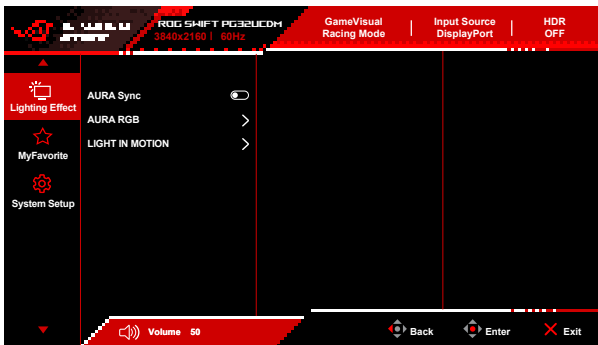 ROG SWIFT PG32UCDM
3840x2160 | 60Hz
GameVisual
Racing Mode
Input Source
DisplayPort
HDR
OFF
Lighting Effect
MyFavorite
System Setup
AURA Sync
AURA RGB
LIGHT IN MOTION
Volume 50
Back
Enter
Exit